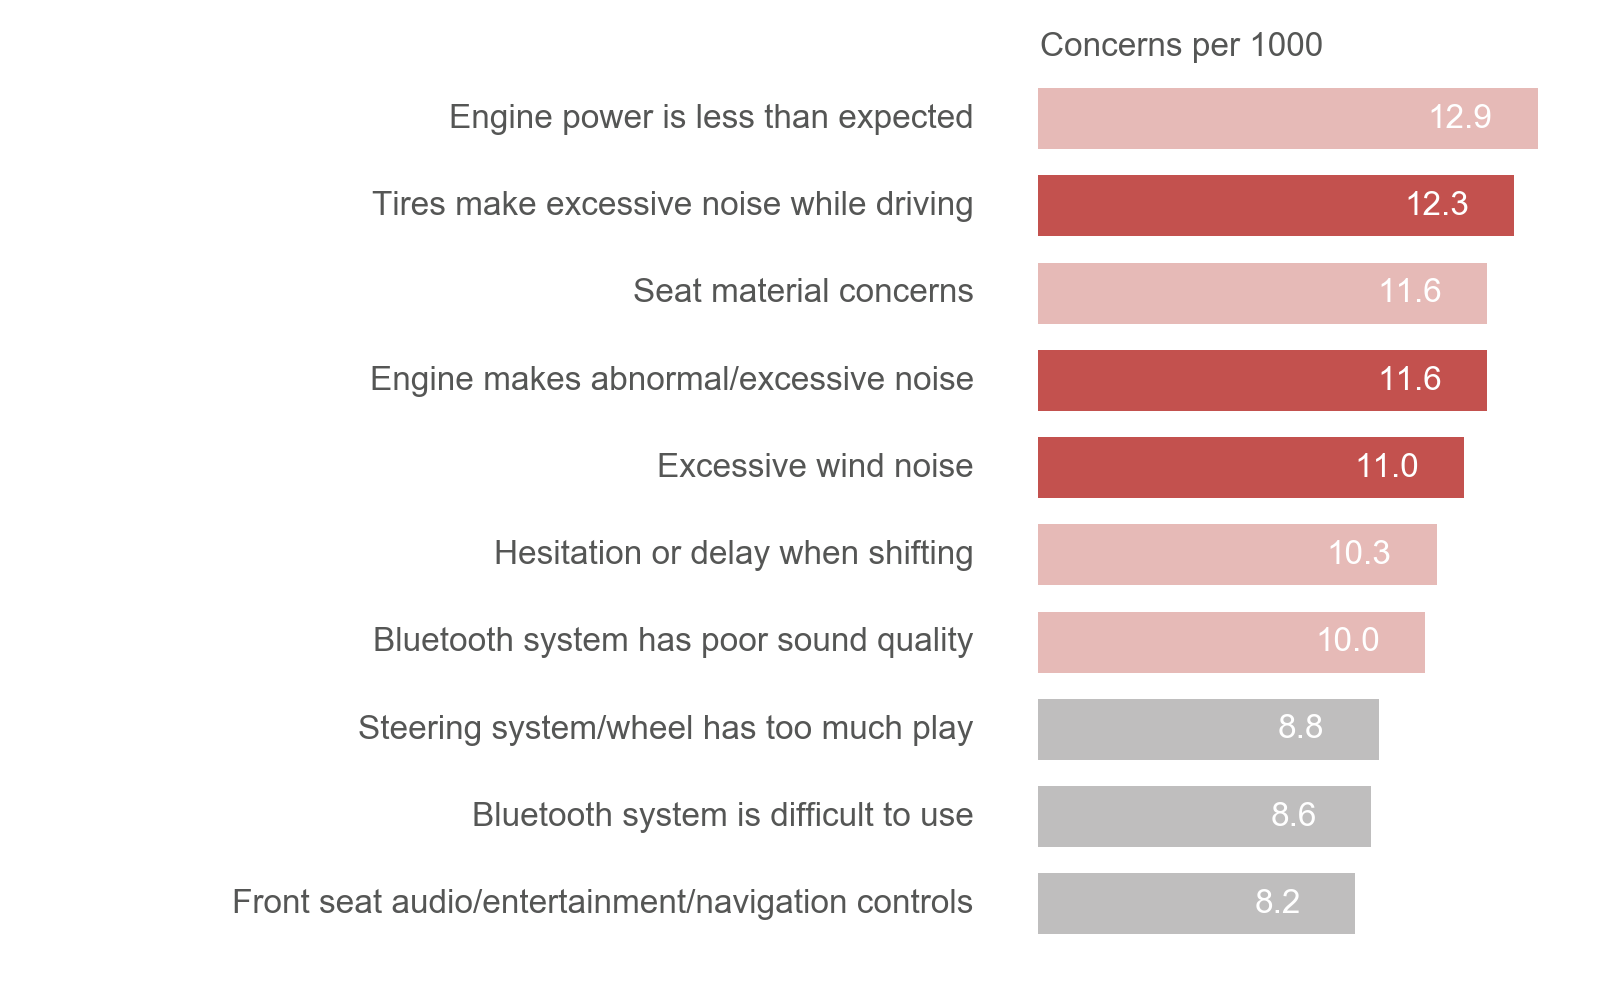 Concerns per 1000
Engine power is less than expected 12.9
Tires make excessive noise while driving 12.3
Seat material concerns 11.6
Engine makes abnormal/excessive noise 11.6
Excessive wind noise 11.0
Hesitation or delay when shifting 10.3
Bluetooth system has poor sound quality 10.0
Steering system/wheel has too much play 8.8
Bluetooth system is difficult to use 8.6
Front seat audio/entertainment/navigation controls 8.2